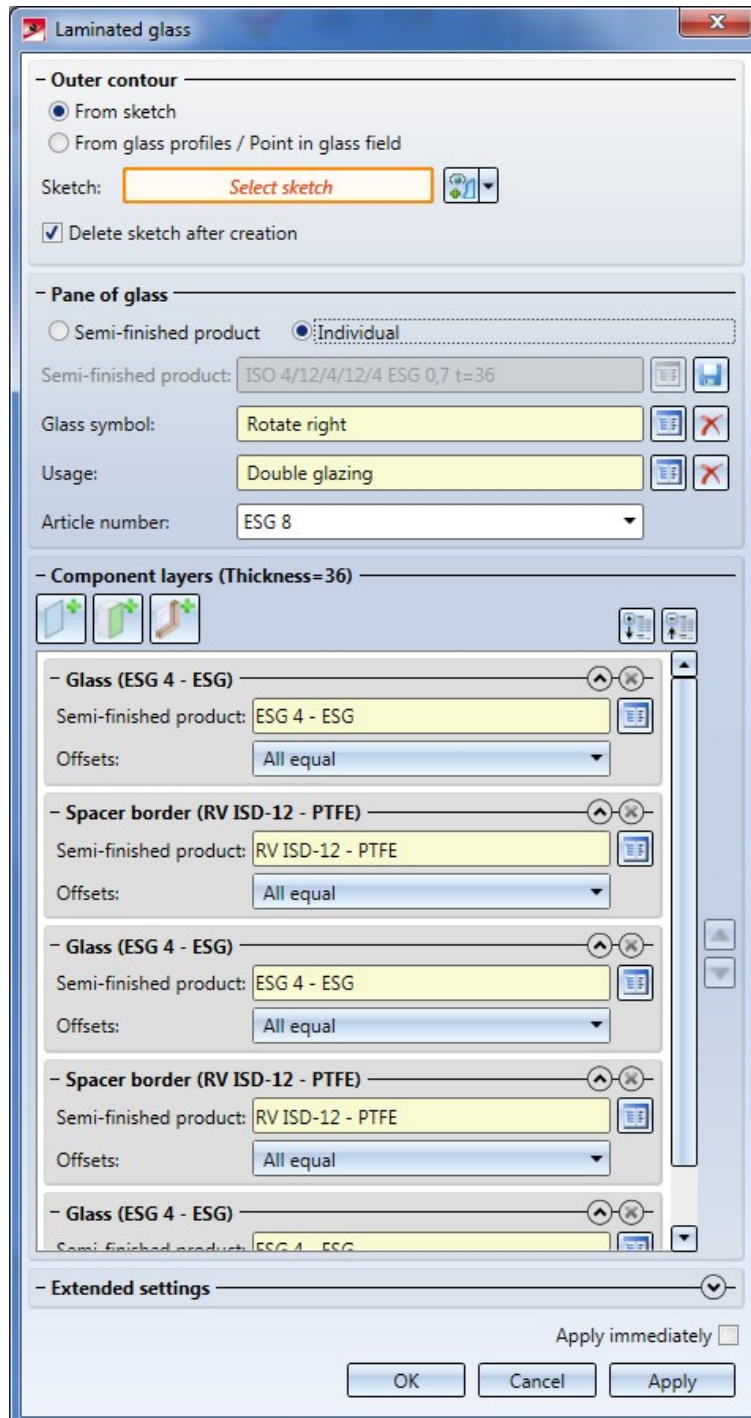 Laminated glass
Outer contour
From sketch
From glass profiles / Point in glass field
Sketch: Select sketch
Delete sketch after creation
Pane of glass
Semi-finished product Individual
Semi-finished product: ISO 4/12/4/12/4 ESG 0,7 t=36
Glass symbol: Rotate right
Usage: Double glazing
Article number: ESG 8
Component layers (Thickness=36)
Glass (ESG 4 - ESG)
Semi-finished product: ESG 4 - ESG
Offsets: All equal
Spacer border (RV ISD-12 - PTFE)
Semi-finished product: RV ISD-12 - PTFE
Offsets: All equal
Glass (ESG 4 - ESG)
Semi-finished product: ESG 4 - ESG
Offsets: All equal
Spacer border (RV ISD-12 - PTFE)
Semi-finished product: RV ISD-12 - PTFE
Offsets: All equal
Glass (ESG 4 - ESG)
Semi-finished product: ESG 4 - ESG
Extended settings
Apply immediately
OK Cancel Apply